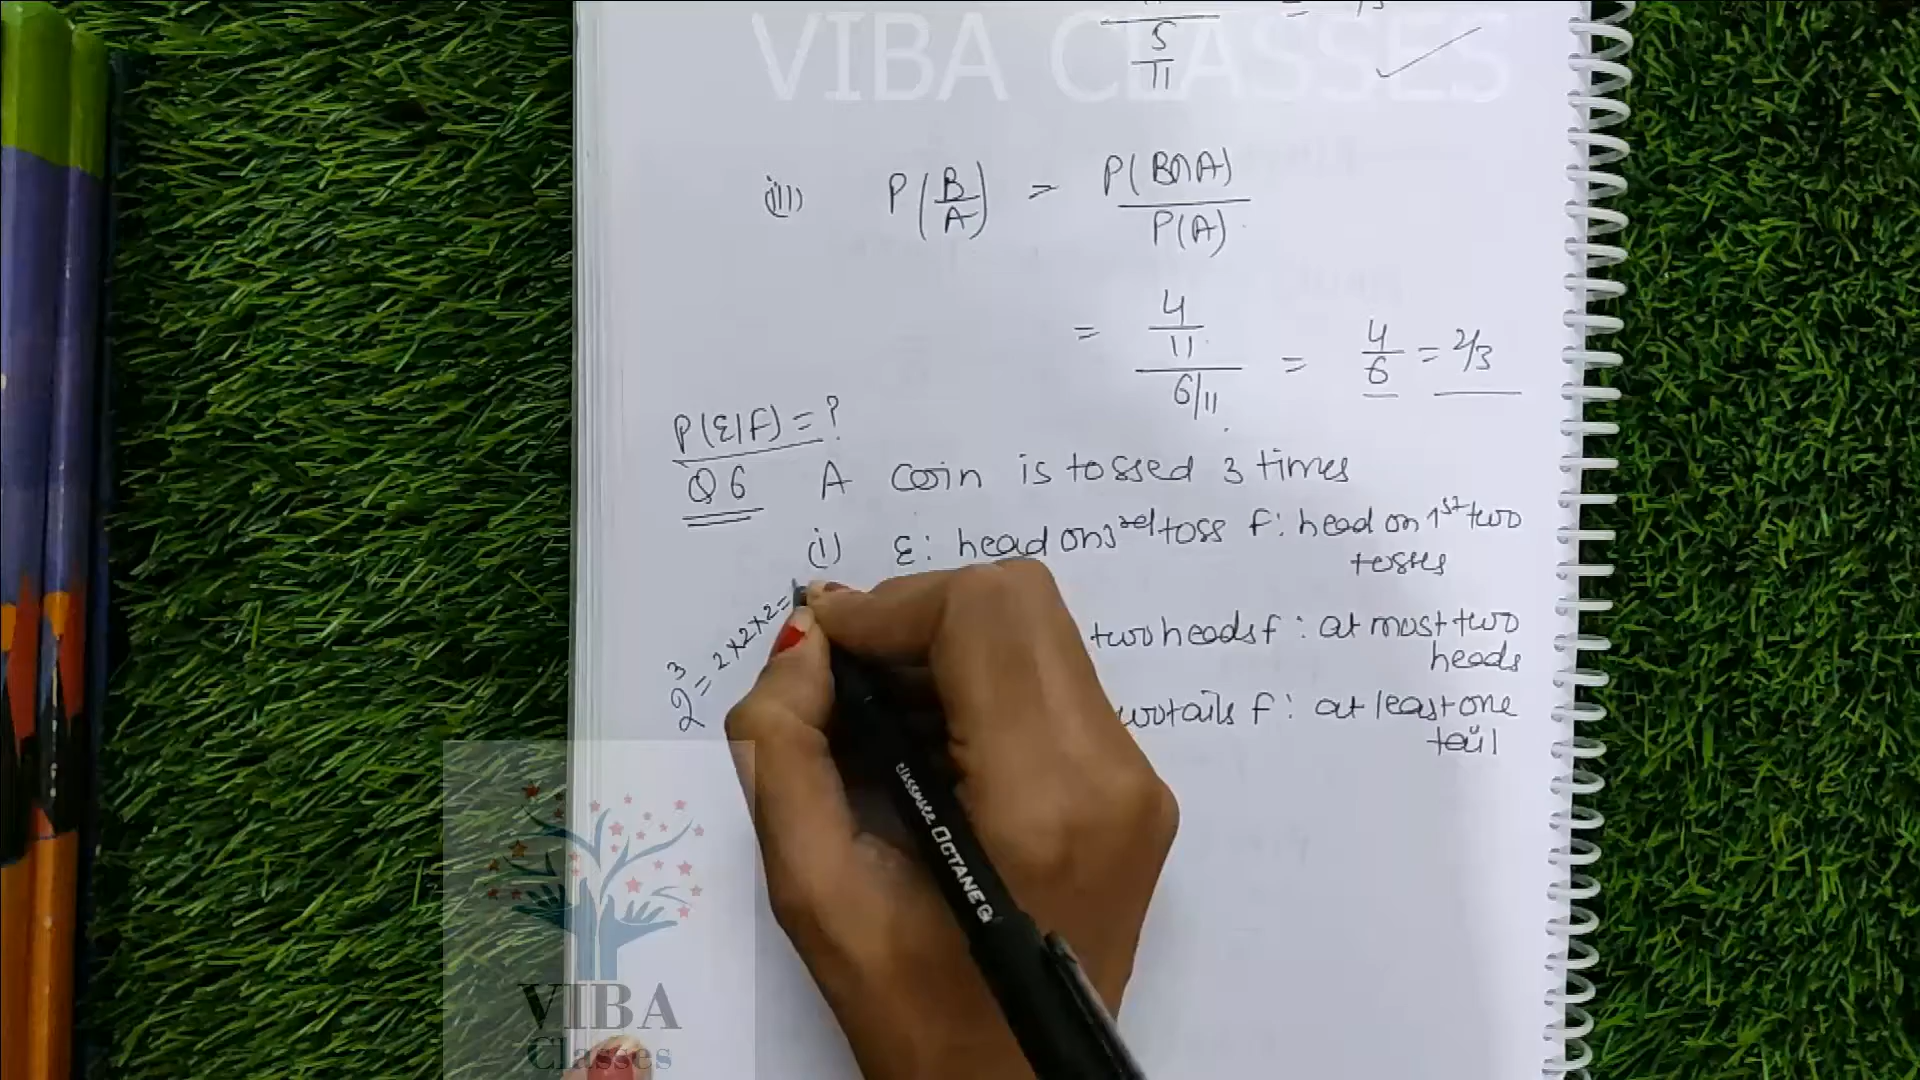 VIBA CLASSES
5
11
(iii) P(B/A) = P(B∩A)/P(A)
= 4/11 / 6/11 = 4/6 = 2/3
P(E|F) = ?
Q6 A coin is tossed 3 times
(i) E: head on 3rd toss F: head on 1st two
tosses
2³ = 2×2×2=
two heads F: at most two
heads
two tails F: at least one
tail
classmate OCTANE G
VIBA
Classes